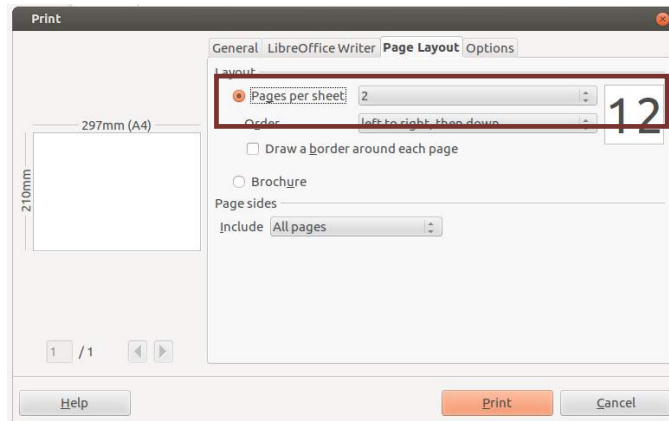 Print
General LibreOffice Writer Page Layout Options
Layout
Pages per sheet 2
Order left to right, then down
12
Draw a border around each page
Brochure
Page sides
Include All pages
297mm (A4)
210mm
1 / 1
Help Print Cancel